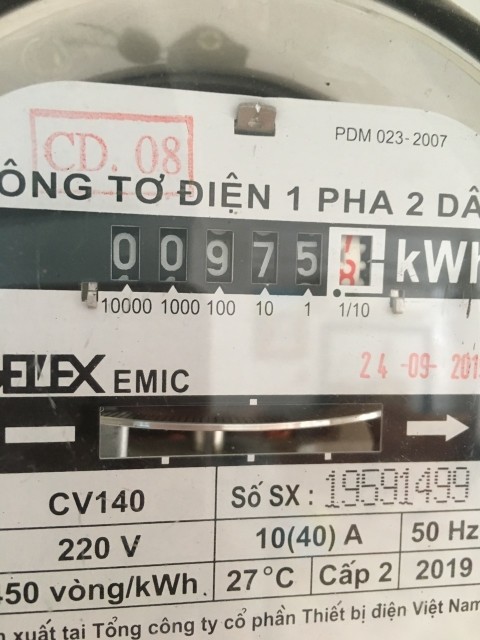 CD. 08
PDM 023-2007
ÔNG TƠ ĐIỆN 1 PHA 2 DÂ
0 0 9 7 5 kWh
10000 1000 100 10 1 1/10
GELEX EMIC
24 -09- 201
CV140 Số SX : 19591499
220 V 10(40) A 50 Hz
450 vòng/kWh 27°C Cấp 2 2019
xuất tại Tổng công ty cổ phần Thiết bị điện Việt Nam